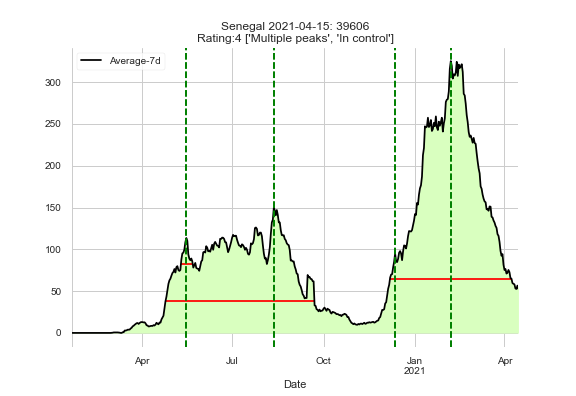 Senegal 2021-04-15: 39606
Rating:4 ['Multiple peaks', 'In control']
Average-7d
300
250
200
150
100
50
0
Apr Jul Oct Jan Apr
2021
Date